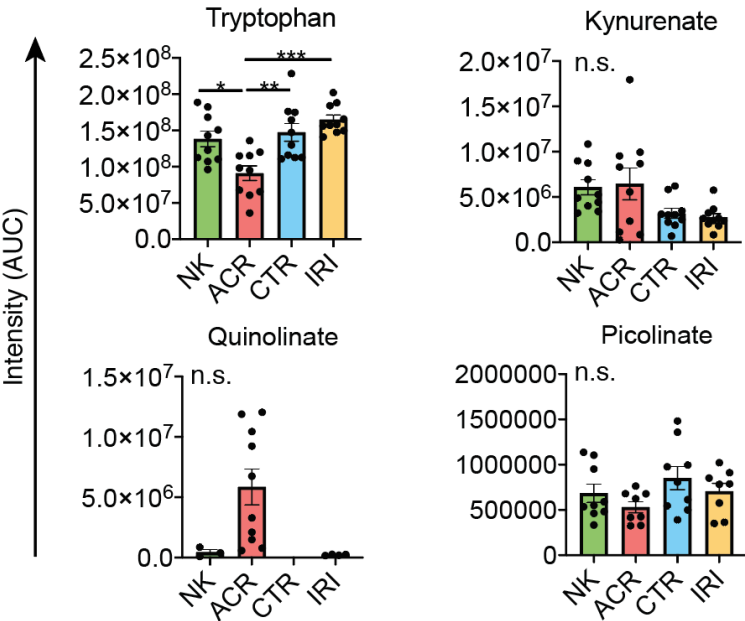 Tryptophan
2.5×10⁸
2.0×10⁸
1.5×10⁸
1.0×10⁸
5.0×10⁷
0.0
*
**
***
NK
ACR
CTR
IRI
Kynurenate
n.s.
2.0×10⁷
1.5×10⁷
1.0×10⁷
5.0×10⁶
0.0
NK
ACR
CTR
IRI
Intensity (AUC)
Quinolinate
n.s.
1.5×10⁷
1.0×10⁷
5.0×10⁶
0.0
NK
ACR
CTR
IRI
Picolinate
n.s.
2000000
1500000
1000000
500000
0
NK
ACR
CTR
IRI